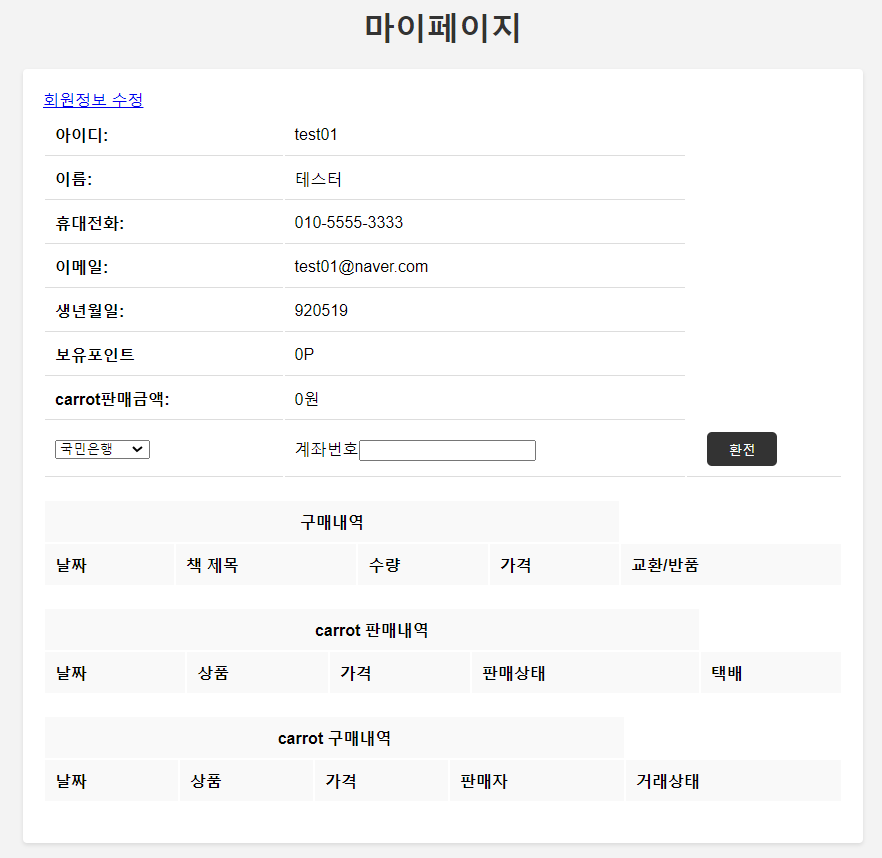 마이페이지
회원정보 수정
아이디: test01
이름: 테스터
휴대전화: 010-5555-3333
이메일: test01@naver.com
생년월일: 920519
보유포인트 0P
carrot판매금액: 0원
국민은행 계좌번호 환전
구매내역
날짜 책 제목 수량 가격 교환/반품
carrot 판매내역
날짜 상품 가격 판매상태 택배
carrot 구매내역
날짜 상품 가격 판매자 거래상태